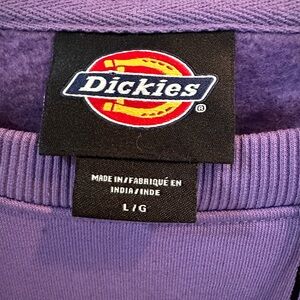 Dickies
®
MADE IN/FABRIQUÉ EN
INDIA/INDE
L/G